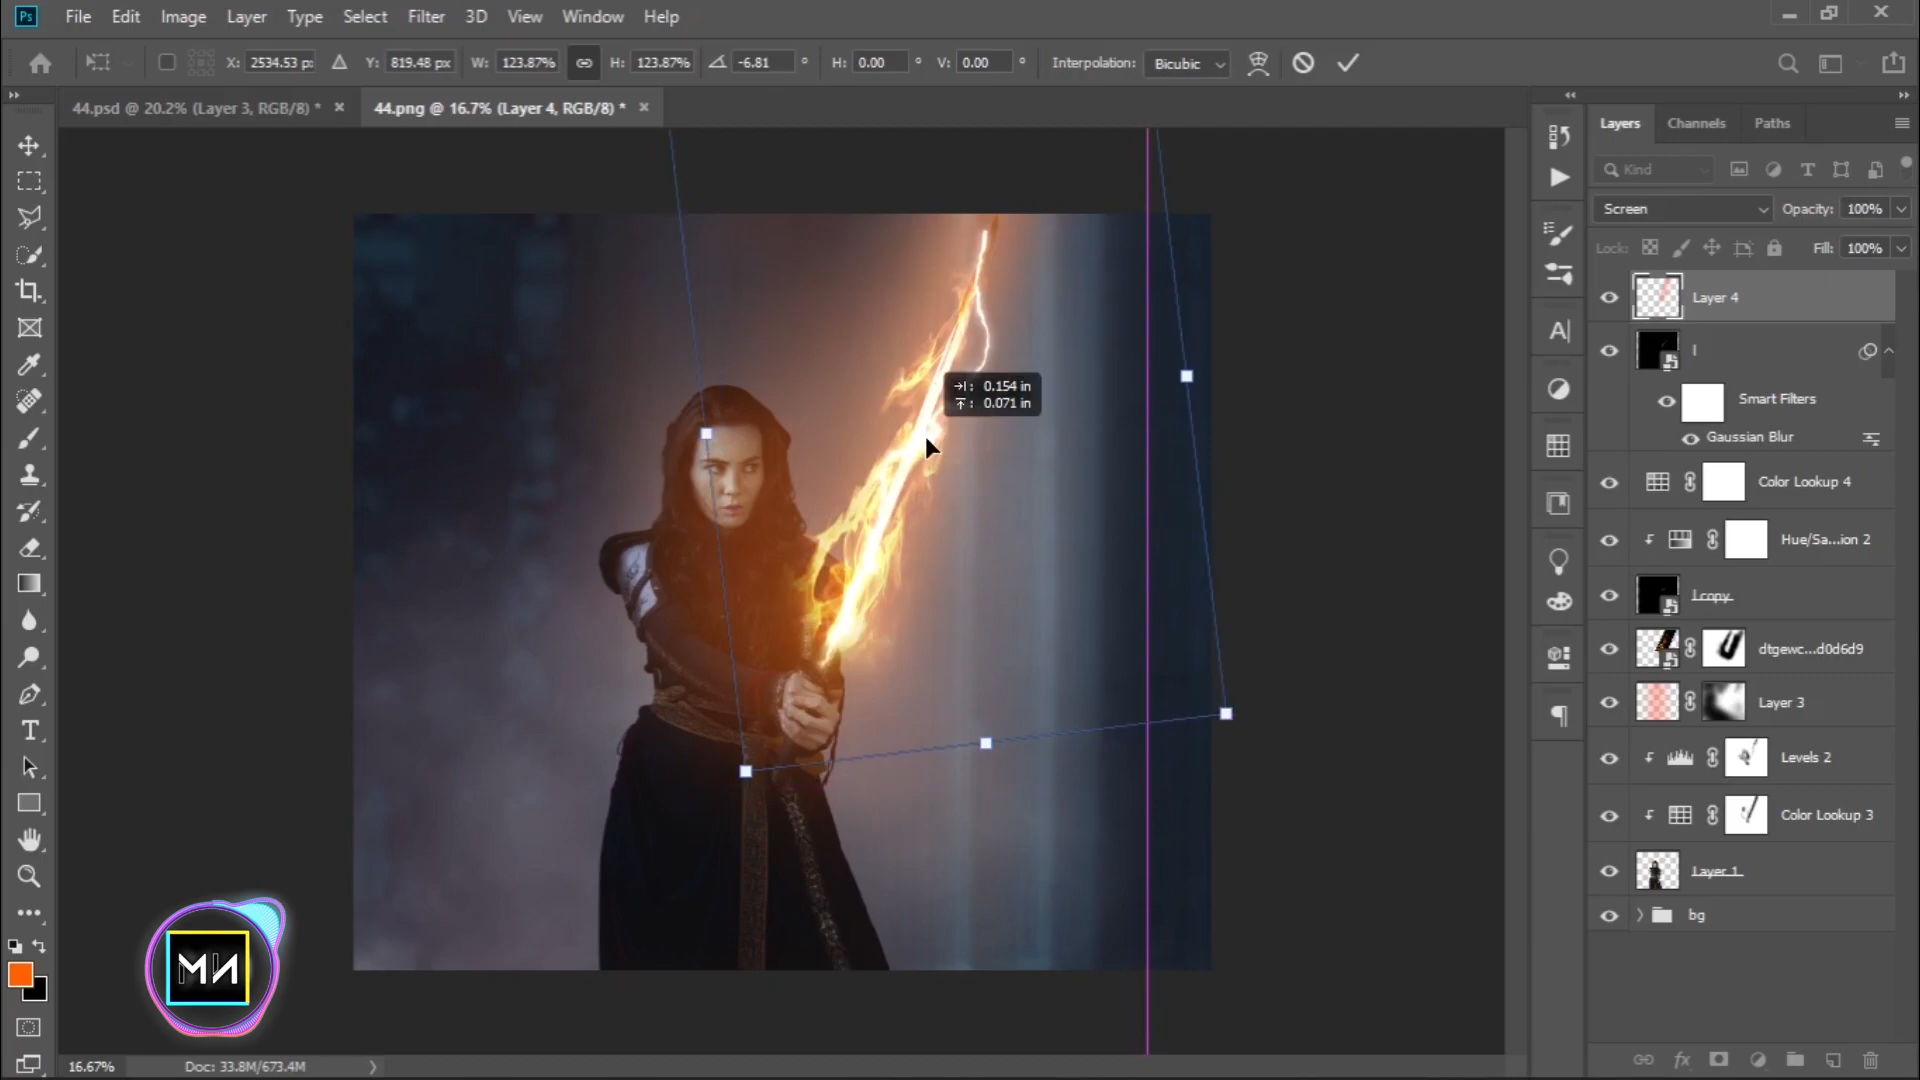 Ps File Edit Image Layer Type Select Filter 3D View Window Help
X: 2534.53 px Y: 819.48 px W: 123.87% H: 123.87% -6.81 ° H: 0.00 ° V: 0.00 ° Interpolation: Bicubic
44.psd @ 20.2% (Layer 3, RGB/8) * × 44.png @ 16.7% (Layer 4, RGB/8) * ×
Layers Channels Paths
Kind
Screen Opacity: 100%
Lock: Fill: 100%
Layer 4
l
Smart Filters
Gaussian Blur
Color Lookup 4
Hue/Sa...ion 2
l copy
dtgewc...d0d6d9
Layer 3
Levels 2
Color Lookup 3
Layer 1
bg
→|: 0.154 in
0.071 in
MN
16.67% Doc: 33.8M/673.4M